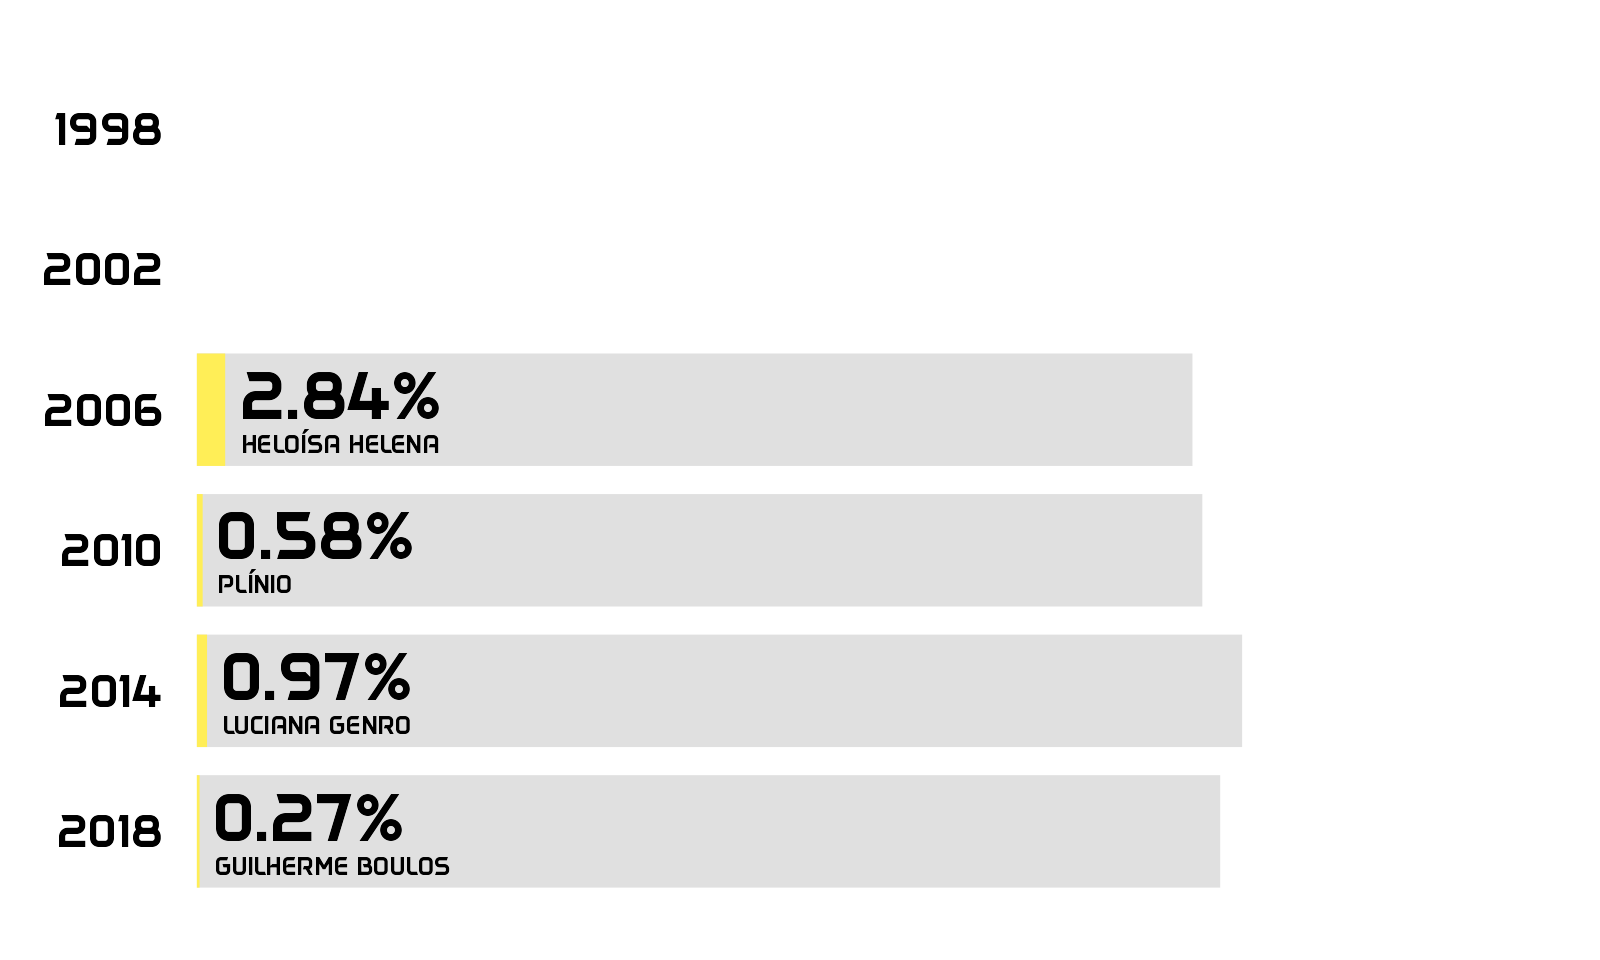 1998
2002
2006
2.84%
HELOÍSA HELENA
2010
0.58%
PLÍNIO
2014
0.97%
LUCIANA GENRO
2018
0.27%
GUILHERME BOULOS